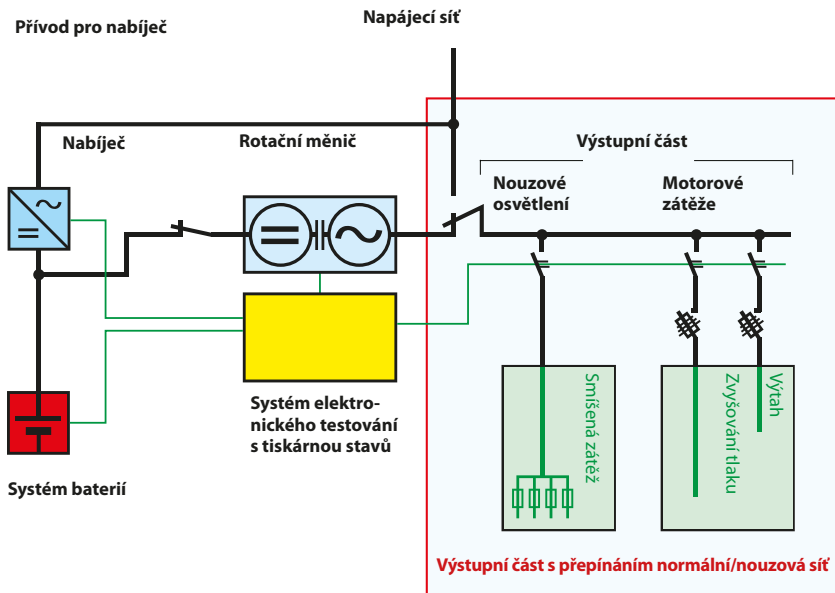 Přívod pro nabíječ
Napájecí síť
Nabíječ
Rotační měnič
Výstupní část
Nouzové
osvětlení
Motorové
zátěže
Systém elektro-
nického testování
s tiskárnou stavů
Systém baterií
Smíšená zátěž
Zvyšování tlaku
Výtah
Výstupní část s přepínáním normální/nouzová síť